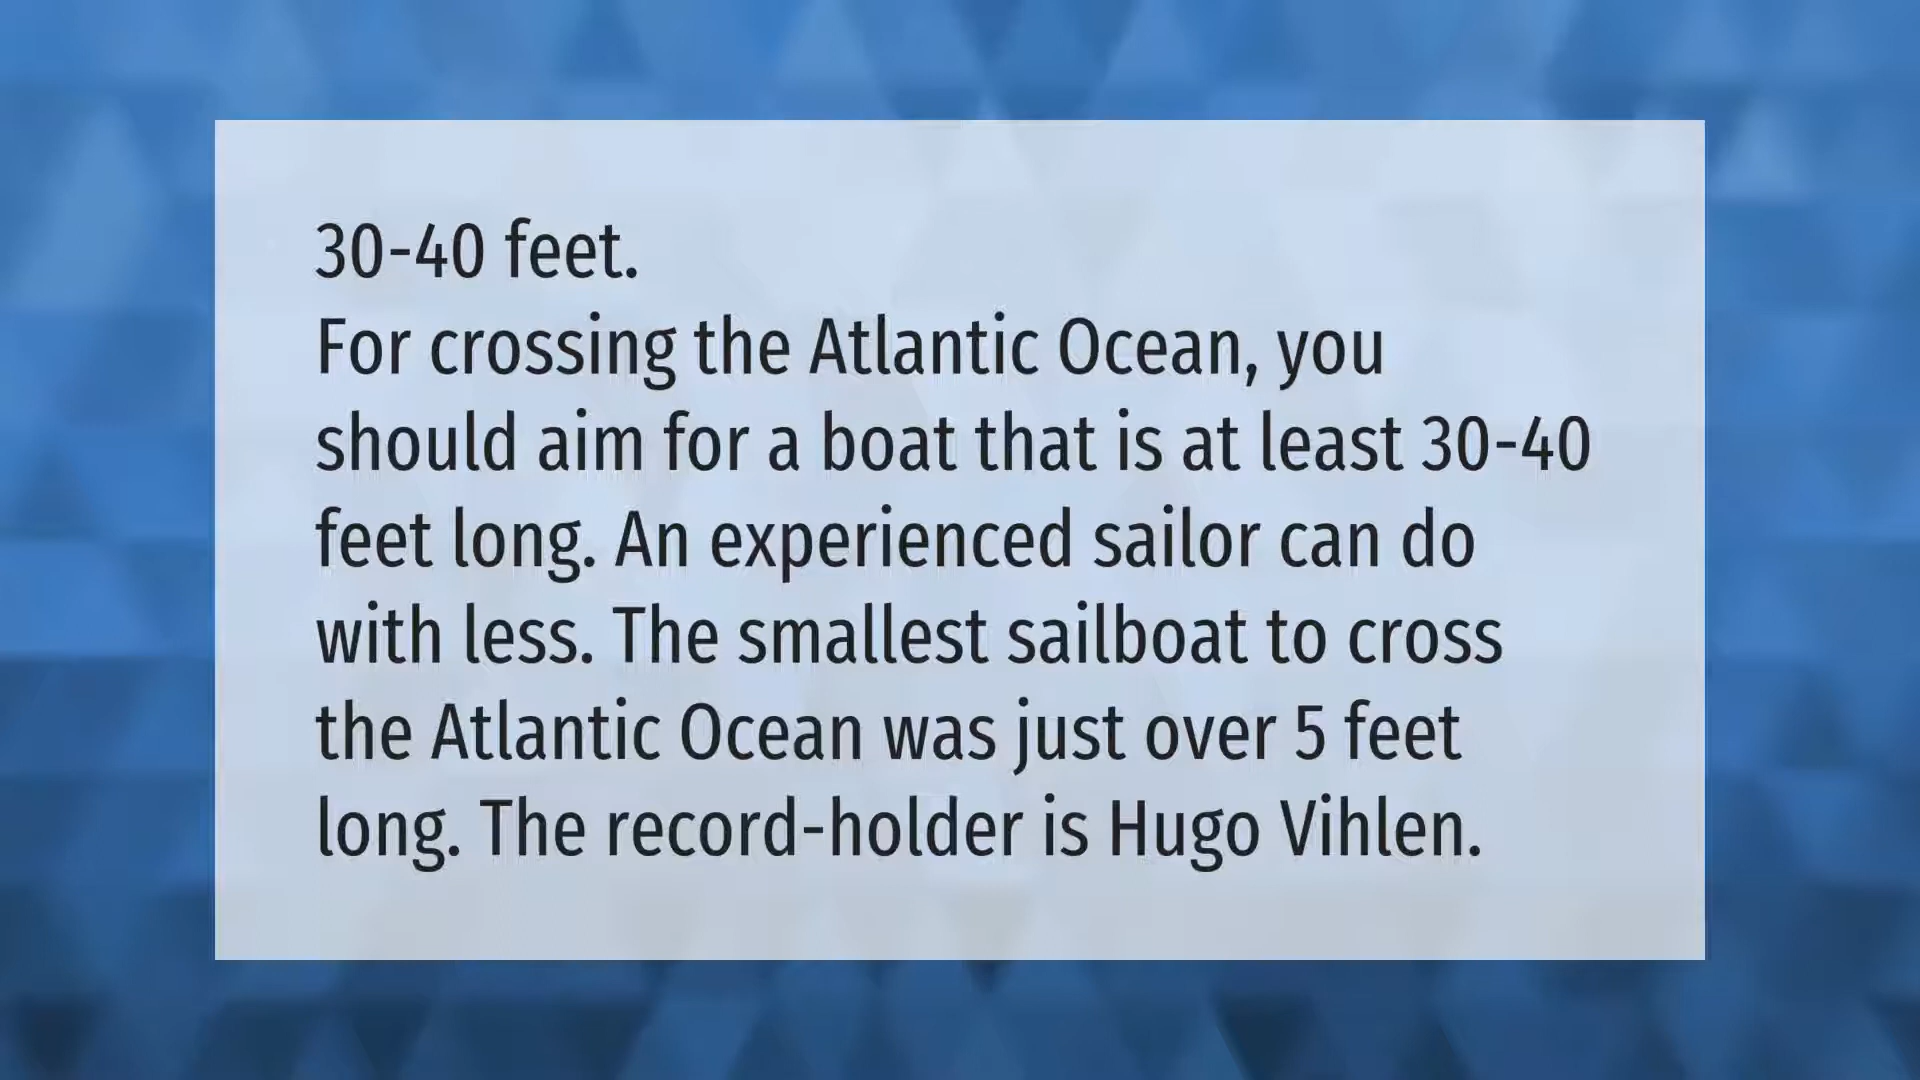 30-40 feet.
For crossing the Atlantic Ocean, you
should aim for a boat that is at least 30-40
feet long. An experienced sailor can do
with less. The smallest sailboat to cross
the Atlantic Ocean was just over 5 feet
long. The record-holder is Hugo Vihlen.